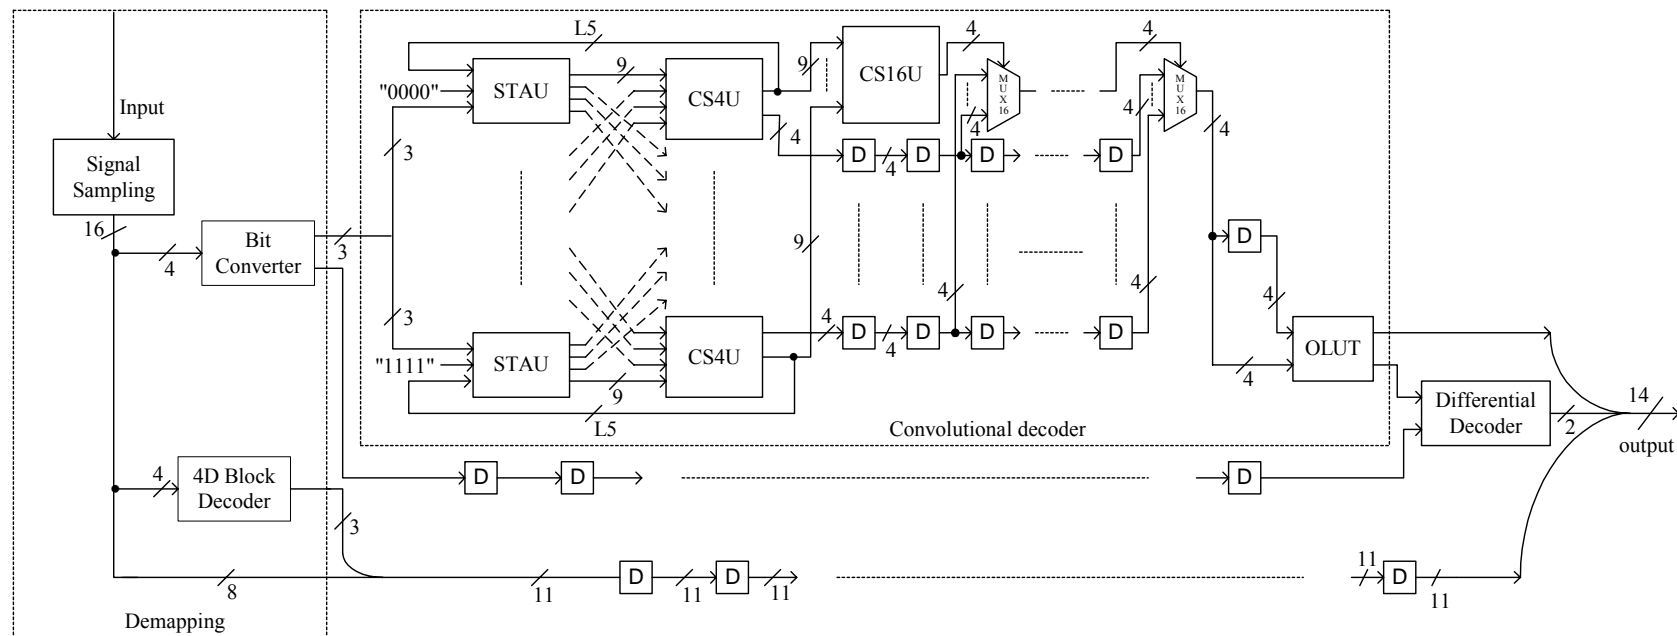 L5
4
4
9
"0000"
STAU
CS4U
9
CS16U
MUX16
4
4
MUX16
Input
3
4
D
4
D
D
D
4
Signal
Sampling
16
4
Bit
Converter
3
9
D
4
4
4
3
4
D
4
D
D
D
"1111"
STAU
CS4U
9
L5
4
OLUT
Convolutional decoder
Differential
Decoder
2
14
output
4
4D Block
Decoder
3
D
D
D
8
11
D
11
D
11
11
D
11
Demapping